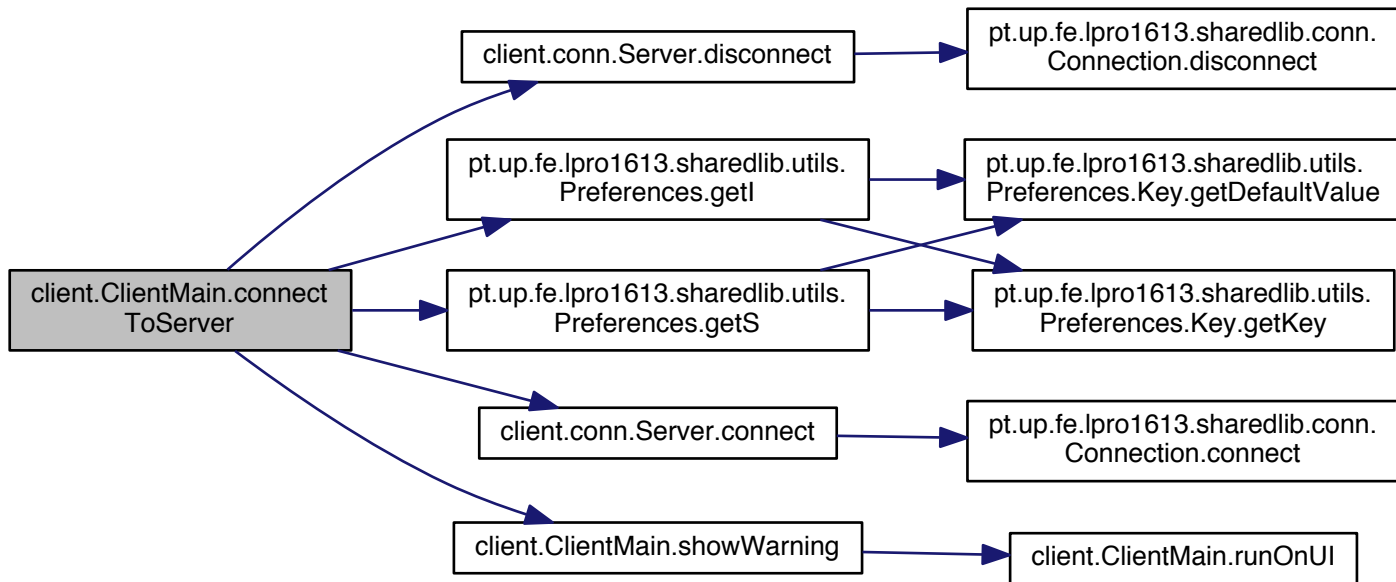 client.ClientMain.connect
ToServer
client.conn.Server.disconnect
pt.up.fe.lpro1613.sharedlib.conn.
Connection.disconnect
pt.up.fe.lpro1613.sharedlib.utils.
Preferences.getI
pt.up.fe.lpro1613.sharedlib.utils.
Preferences.Key.getDefaultValue
pt.up.fe.lpro1613.sharedlib.utils.
Preferences.getS
pt.up.fe.lpro1613.sharedlib.utils.
Preferences.Key.getKey
client.conn.Server.connect
pt.up.fe.lpro1613.sharedlib.conn.
Connection.connect
client.ClientMain.showWarning
client.ClientMain.runOnUI